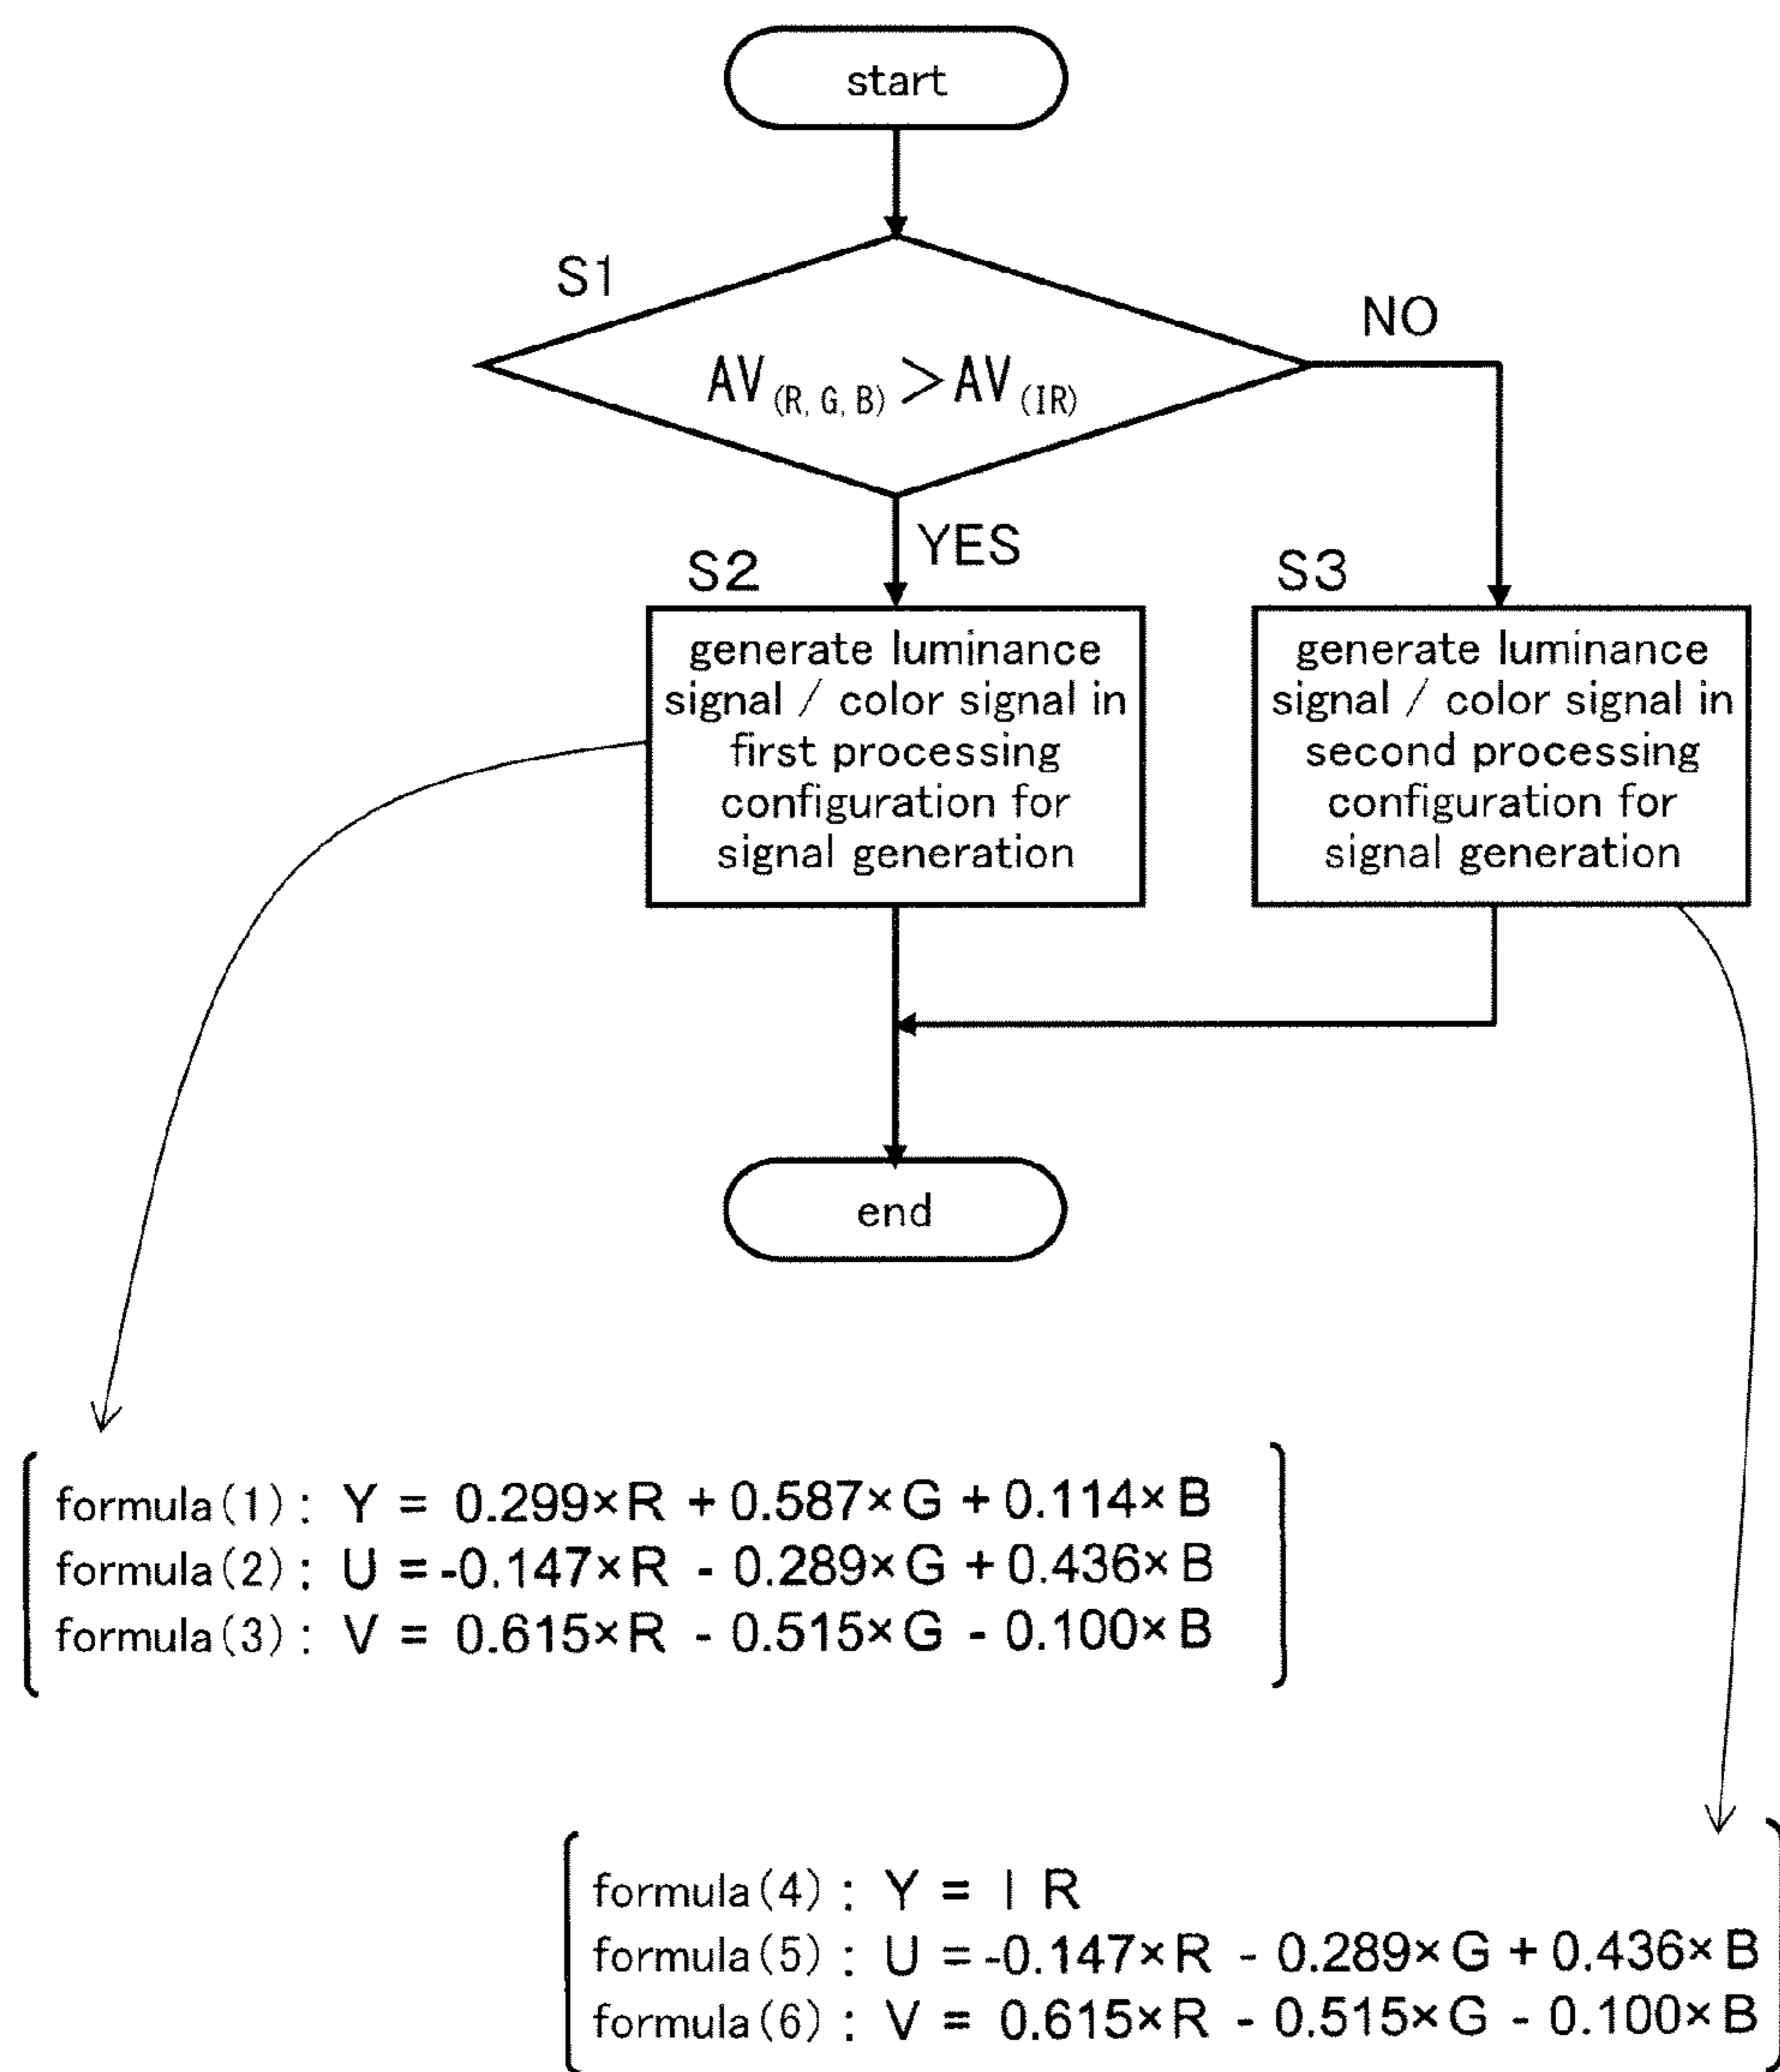 start
S1
NO
AV(R, G, B) > AV(IR)
YES
S2
S3
generate luminance
signal / color signal in
first processing
configuration for
signal generation
generate luminance
signal / color signal in
second processing
configuration for
signal generation
end
formula(1): Y = 0.299×R + 0.587×G + 0.114×B
formula(2): U = -0.147×R - 0.289×G + 0.436×B
formula(3): V = 0.615×R - 0.515×G - 0.100×B
formula(4): Y = I R
formula(5): U = -0.147×R - 0.289×G + 0.436×B
formula(6): V = 0.615×R - 0.515×G - 0.100×B